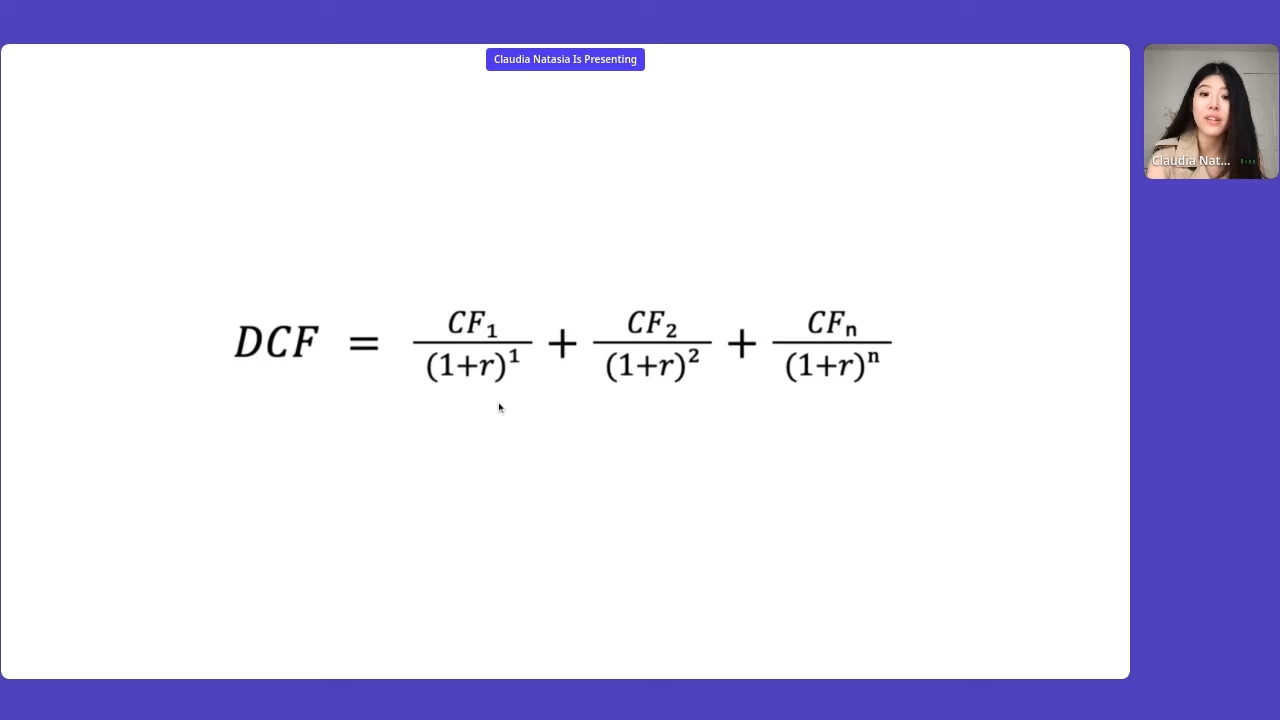 Claudia Natasia Is Presenting
Claudia Nat...
DCF = CF₁/(1+r)¹ + CF₂/(1+r)² + CFₙ/(1+r)ⁿ